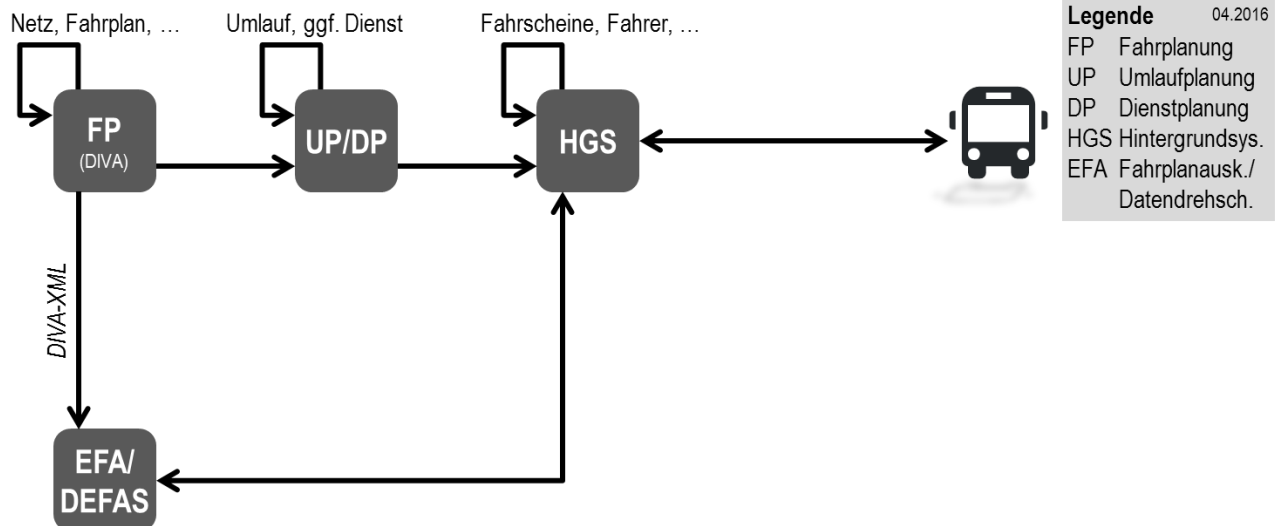 Netz, Fahrplan, …
Umlauf, ggf. Dienst
Fahrscheine, Fahrer, …
Legende 04.2016
FP Fahrplanung
UP Umlaufplanung
DP Dienstplanung
HGS Hintergrundsys.
EFA Fahrplanausk./
Datendrehsch.
FP
(DIVA)
UP/DP
HGS
DIVA-XML
EFA/
DEFAS